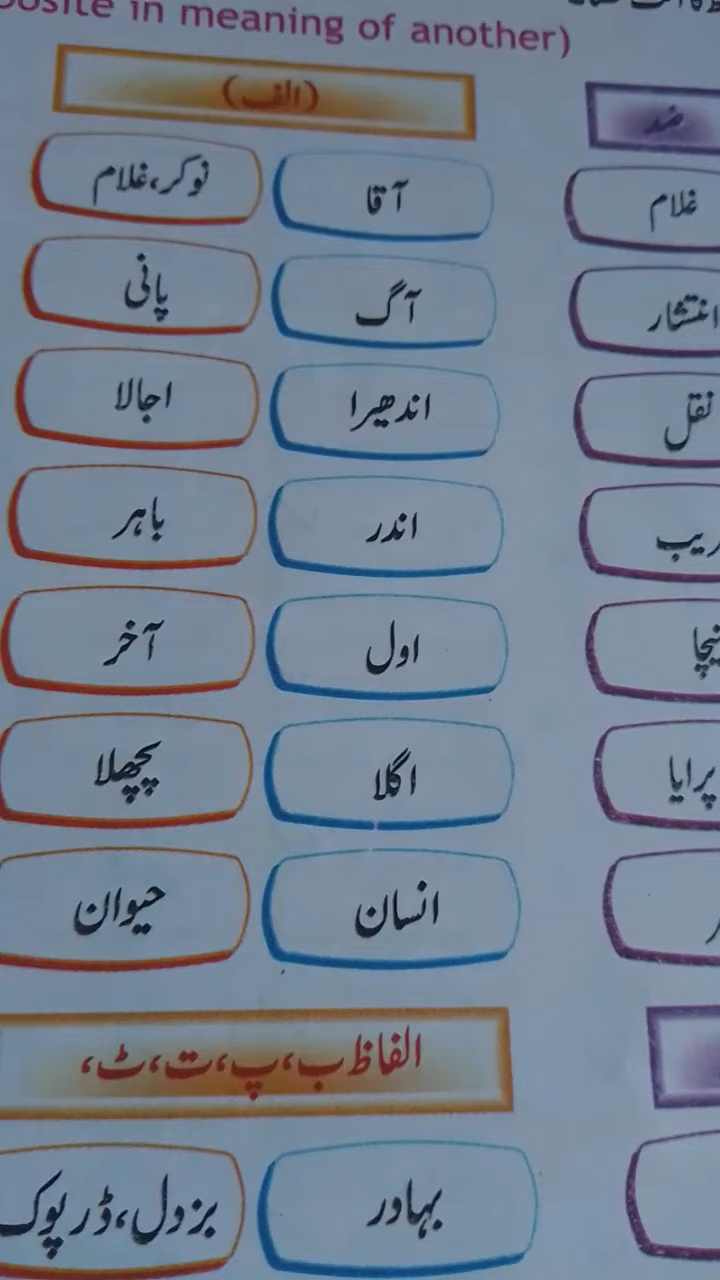 in meaning of another)
ضد (الف)
غلام آقا نوکر، غلام
انتشار آگ پانی
نقل اندھیرا اجالا
اندر باہر
اول آخر
پرایا اگلا پچھلا
انسان حیوان
الفاظ ب، پ، ت، ٹ،
بہادر بزدل، ڈرپوک